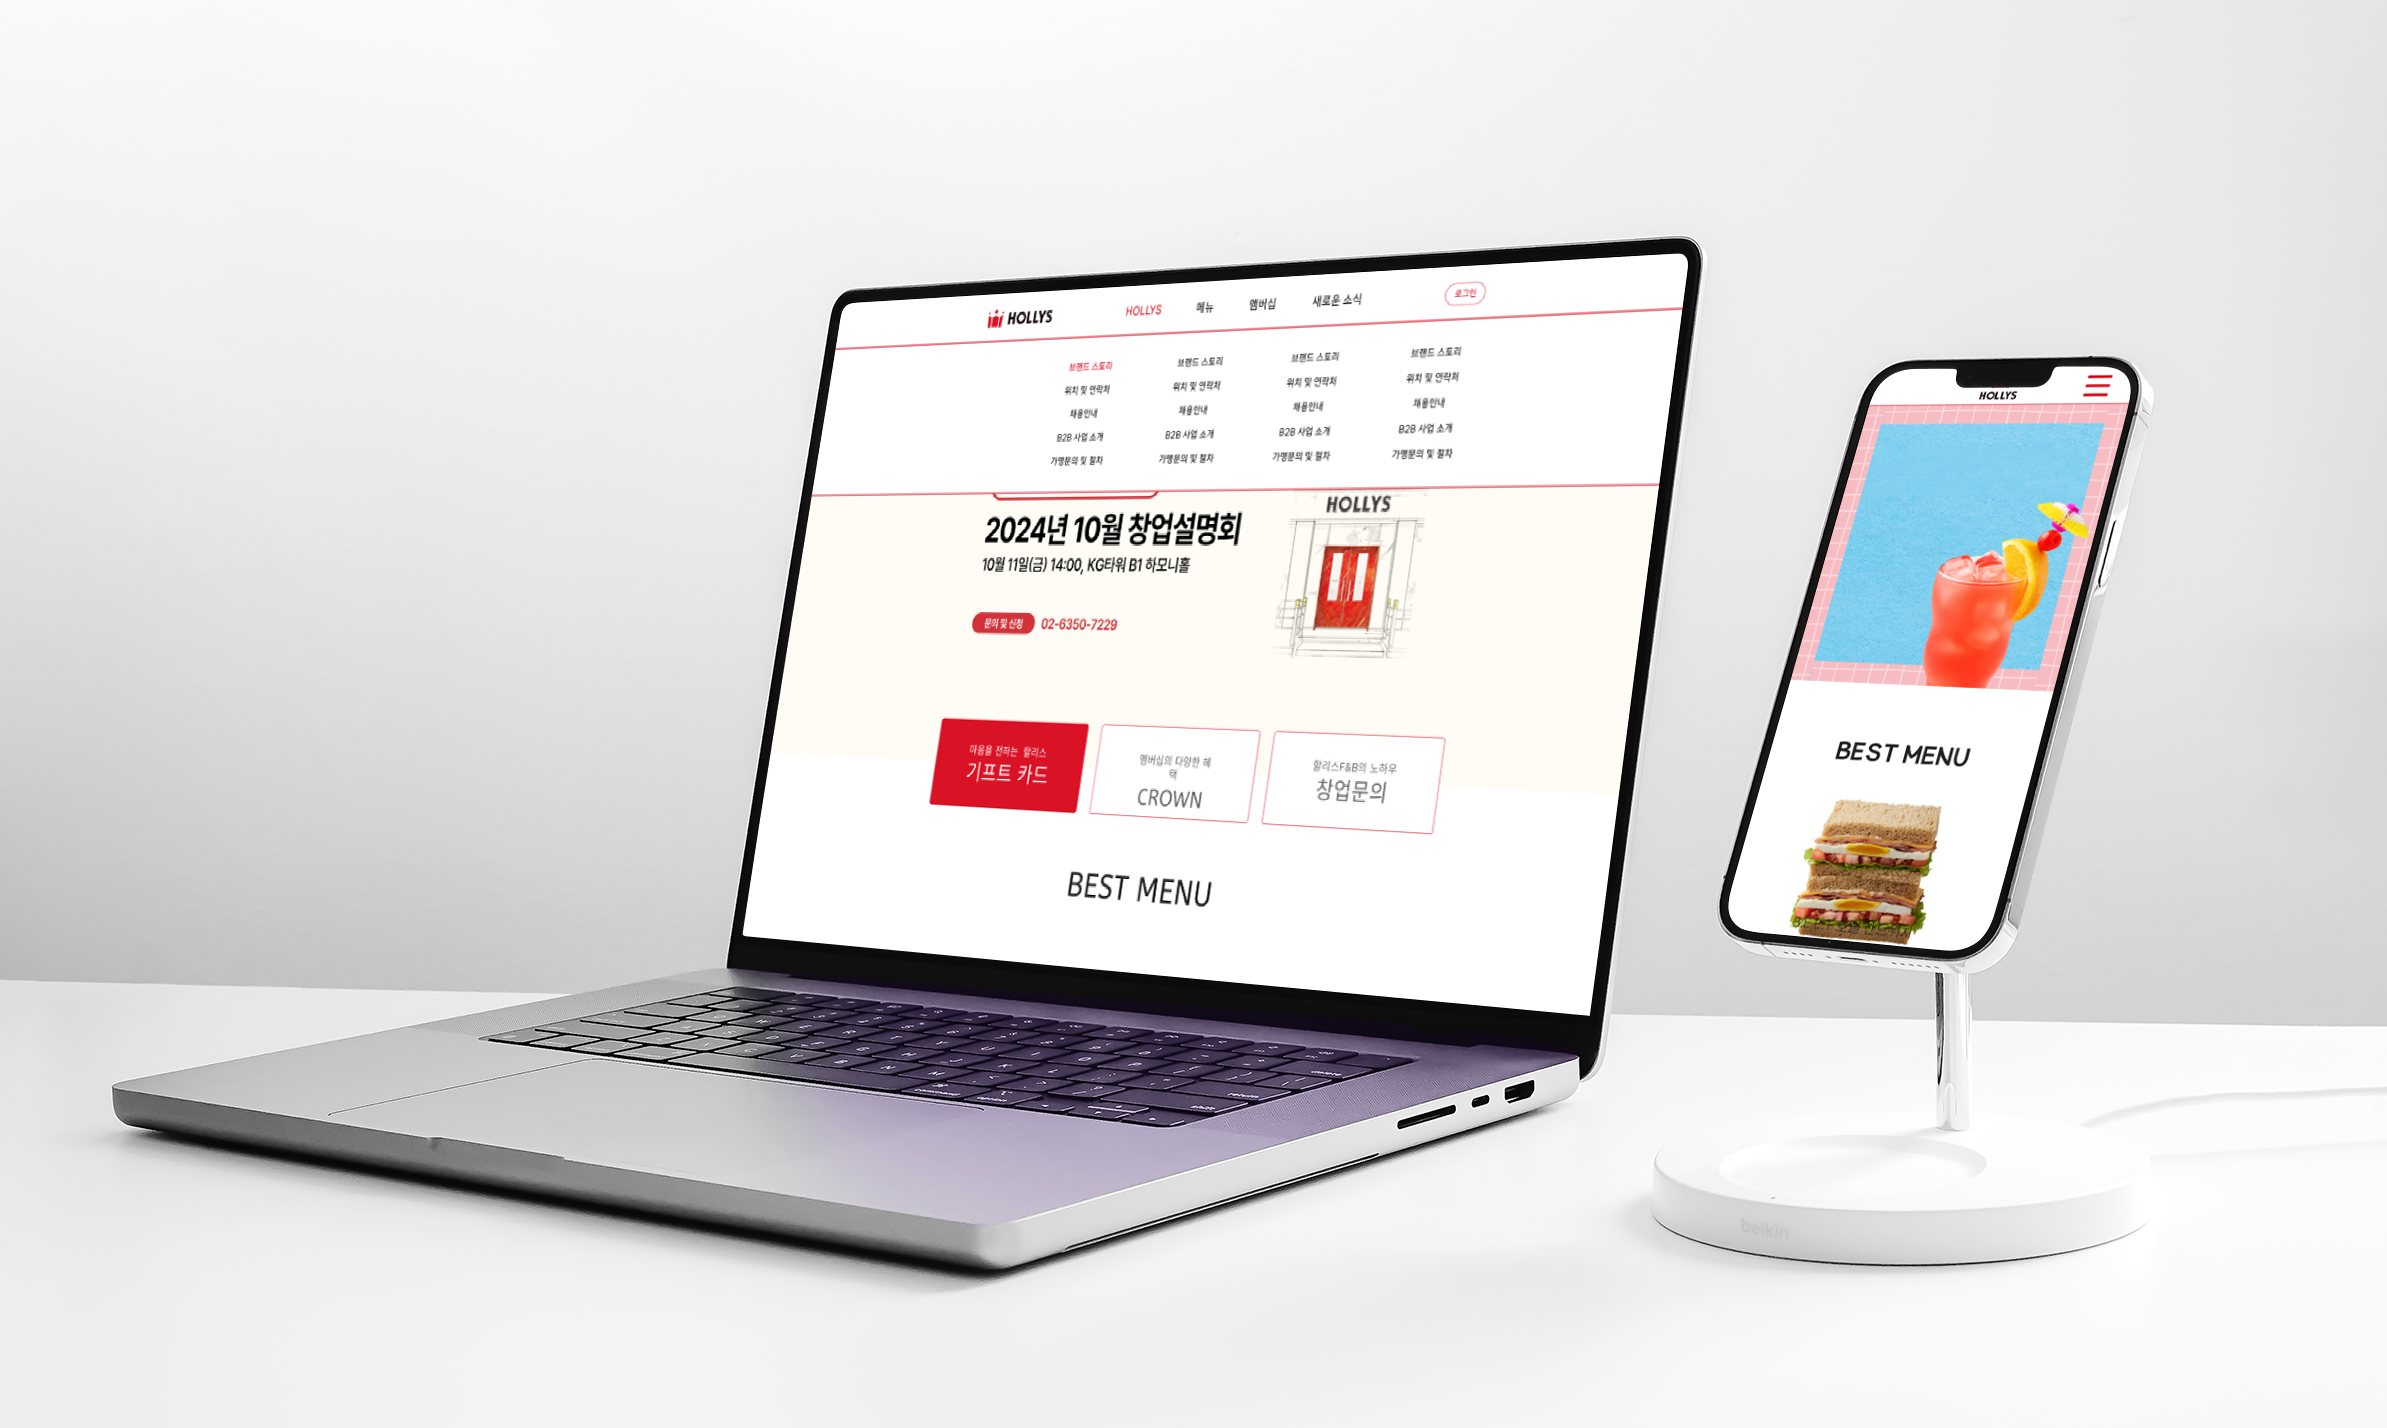 HOLLYS
HOLLYS 메뉴 멤버십 새로운 소식
로그인
브랜드 스토리 브랜드 스토리 브랜드 스토리 브랜드 스토리
위치 및 연락처 위치 및 연락처 위치 및 연락처 위치 및 연락처
채용안내 채용안내 채용안내 채용안내
B2B 사업 소개 B2B 사업 소개 B2B 사업 소개 B2B 사업 소개
가맹문의 및 절차 가맹문의 및 절차 가맹문의 및 절차 가맹문의 및 절차
2024년 10월 창업설명회
10월 11일(금) 14:00, KG타워 B1 하모니홀
문의 및 신청 02-6350-7229
HOLLYS
마음을 전하는 할리스
기프트 카드
멤버십의 다양한 혜
택
CROWN
할리스F&B의 노하우
창업문의
BEST MENU
HOLLYS
BEST MENU
command
option
delete
return
shift
belkin